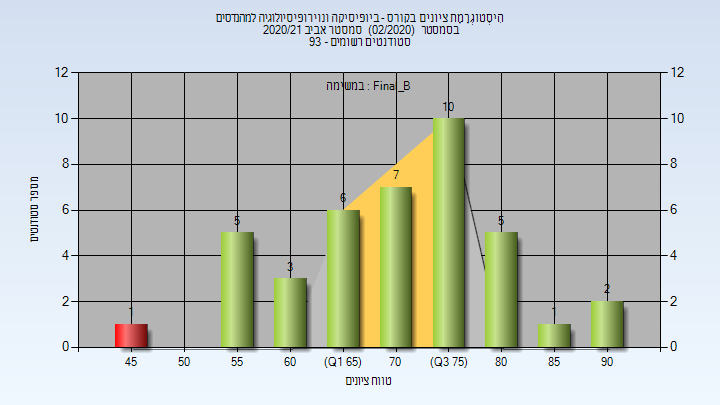 הִיסְטוֹגְרָמַת ציונים בקורס - ביופיסיקה ונוירופיסיולוגיה למהנדסים
בסמסטר (02/2020) סמסטר אביב 2020/21
סטודנטים רשומים - 93
במשימה : Final_B
12 12
10 10
8 8
6 6
4 4
2 2
0 0
מספר סטודנטים
1 5 3 6 7 10 5 1 2
45 50 55 60 (Q1 65) 70 (Q3 75) 80 85 90
טווח ציונים